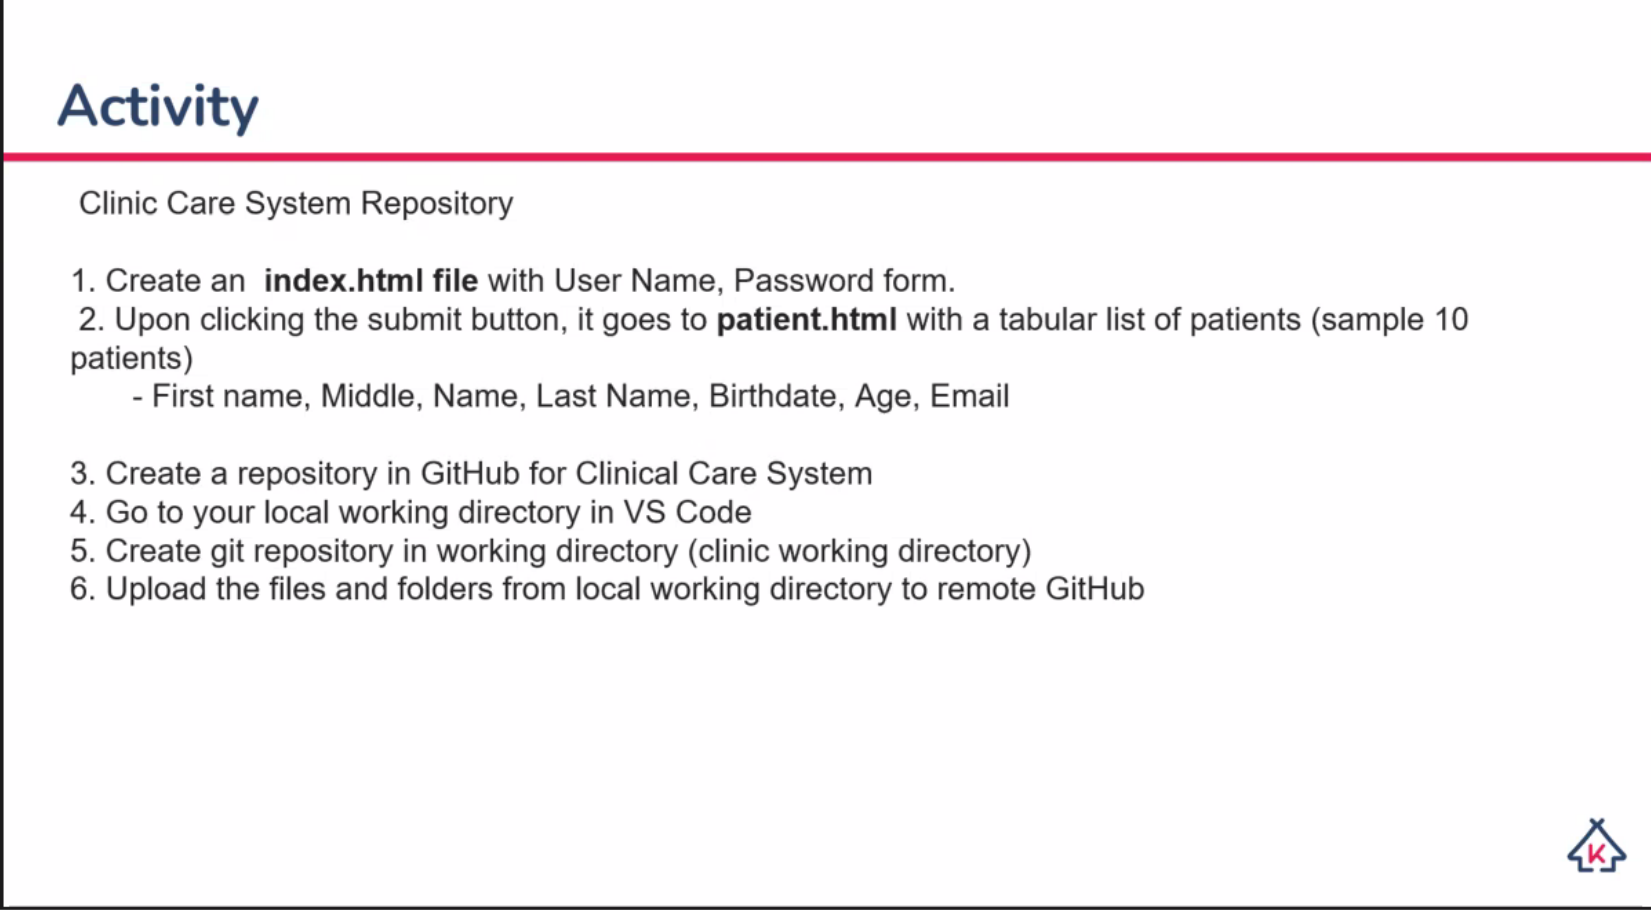 Activity
Clinic Care System Repository
1. Create an index.html file with User Name, Password form.
2. Upon clicking the submit button, it goes to patient.html with a tabular list of patients (sample 10
patients)
- First name, Middle, Name, Last Name, Birthdate, Age, Email
3. Create a repository in GitHub for Clinical Care System
4. Go to your local working directory in VS Code
5. Create git repository in working directory (clinic working directory)
6. Upload the files and folders from local working directory to remote GitHub
K